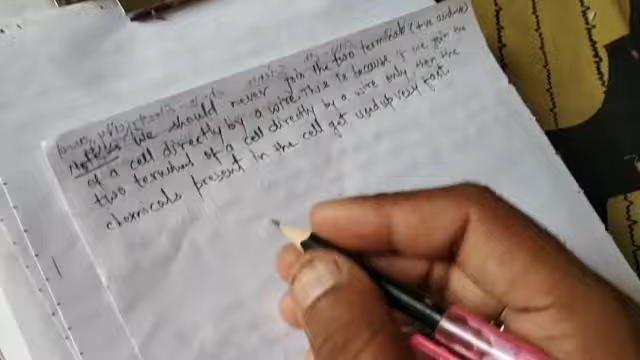 Note:- We should never join the two terminals (+ve and -ve)
of a cell directly by a wire. This is because if we join the
two terminal of a cell directly by a wire only then the
chemicals present in the cell get used up very fast